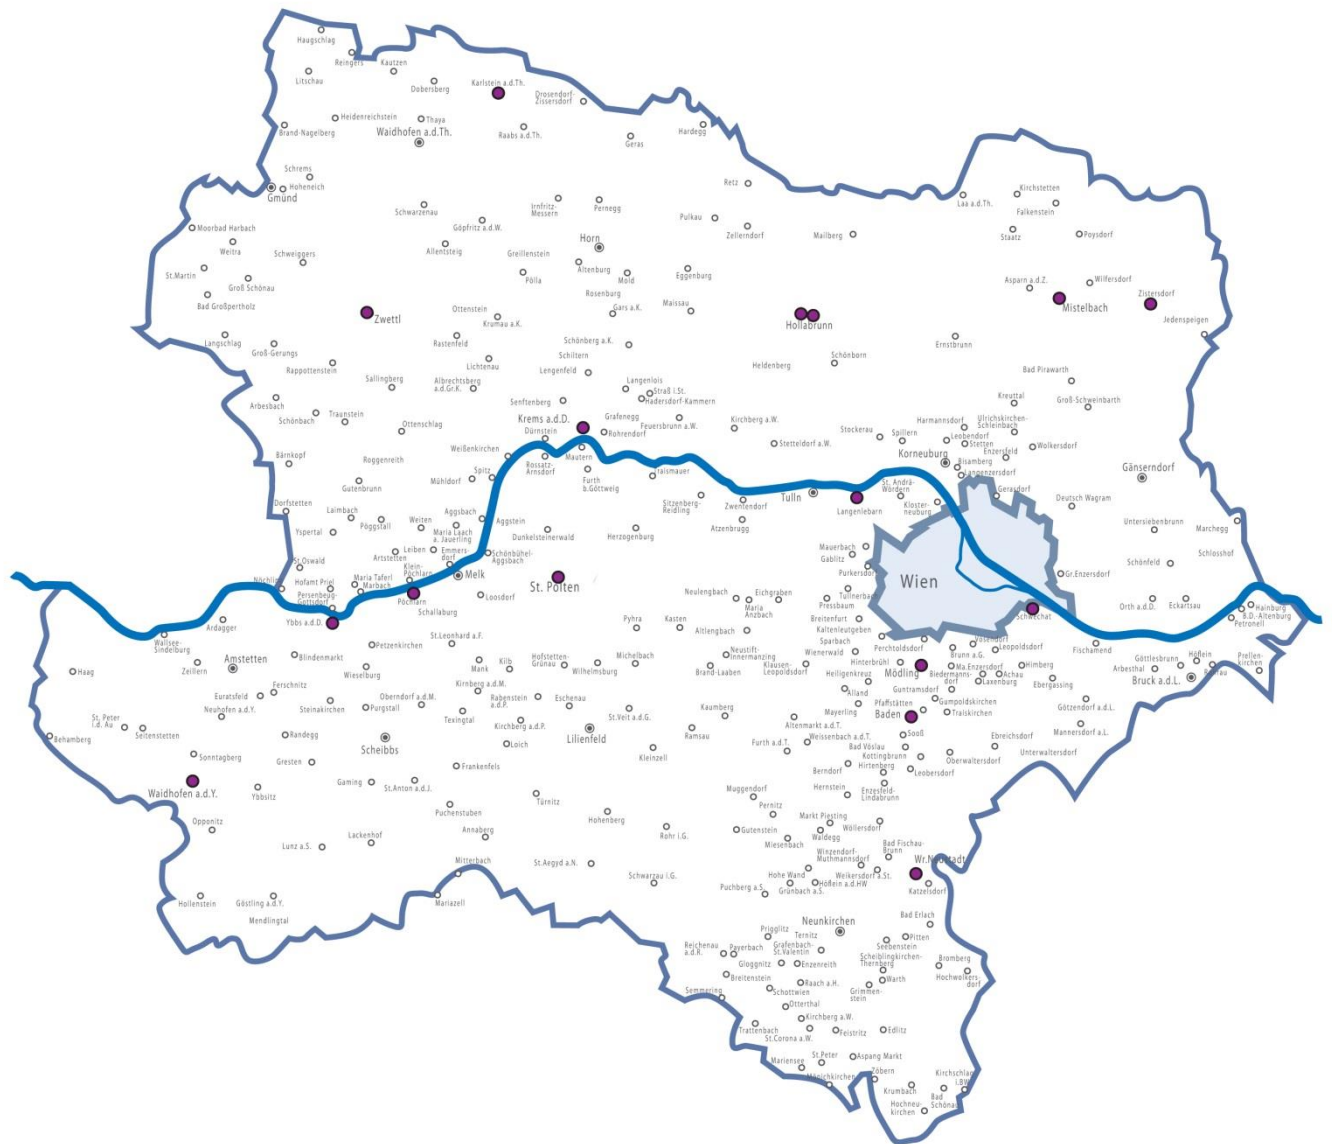 Haugschlag
Reingers
Kautzen
Litschau
Dobersberg
Karlstein a.d.Th.
Drosendorf-
Zissersdorf
Heidenreichstein
Thaya
Brand-Nagelberg
Waidhofen a.d.Th.
Raabs a.d.Th.
Geras
Hardegg
Schrems
Hoheneich
Gmünd
Retz
Laa a.d.Th.
Kirchstetten
Falkenstein
Schwarzenau
Göpfritz a.d.W.
Irnfritz-
Messern
Pernegg
Pulkau
Zellerndorf
Mailberg
Staatz
Poysdorf
Moorbad Harbach
Weitra
Schweiggers
Allentsteig
Greillenstein
Horn
St.Martin
Groß Schönau
Bad Großpertholz
Pölla
Altenburg
Mold
Eggenburg
Rosenburg
Gars a.K.
Maissau
Asparn a.d.Z.
Wilfersdorf
Mistelbach
Zistersdorf
Jedenspeigen
Zwettl
Ottenstein
Krumau a.K.
Hollabrunn
Langschlag
Groß-Gerungs
Rastenfeld
Schönberg a.K.
Schiltern
Lengenfeld
Ernstbrunn
Rappottenstein
Sallingberg
Lichtenau
Albrechtsberg
a.d.Gr.K.
Heldenberg
Schönborn
Bad Pirawarth
Langenlois
Straß i.St.
Hadersdorf-Kammern
Arbesbach
Schönbach
Traunstein
Senftenberg
Kreuttal
Groß-Schweinbarth
Krems a.d.D.
Grafenegg
Feuersbrunn a.W.
Kirchberg a.W.
Harmannsdorf
Ulrichskirchen-
Schleinbach
Ottenschlag
Dürnstein
Rohrendorf
Stetteldorf a.W.
Stockerau
Spillern
Leobendorf
Stetten
Wolkersdorf
Weißenkirchen
Mautern
Korneuburg
Enzersfeld
Bisamberg
Langenzersdorf
Bärnkopf
Roggenreith
Gutenbrunn
Mühldorf
Spitz
Rossatz-
Arnsdorf
Furth
b.Göttweig
Traismauer
Gänserndorf
Gerasdorf
Deutsch Wagram
Tulln
Langenlebarn
St. Andrä-
Wördern
Kloster-
neuburg
Dorfstetten
Laimbach
Pöggstall
Weiten
Aggsbach
Aggstein
Sitzenberg-
Reidling
Zwentendorf
Atzenbrugg
Untersiebenbrunn
Marchegg
Yspertal
Maria Laach
a. Jauerling
Dunkelsteinerwald
Herzogenburg
Schlosshof
Artstetten
Leiben
Emmers-
dorf
Schönbühel-
Aggsbach
Mauerbach
Gablitz
Purkersdorf
Wien
Schönfeld
Gr.Enzersdorf
St.Oswald
Nöchling
Hofamt Priel
Persenbeug-
Gottsdorf
Maria Taferl
Marbach
Klein-
Pöchlarn
Melk
St. Pölten
Pöchlarn
Schallaburg
Loosdorf
Neulengbach
Eichgraben
Maria
Anzbach
Tullnerbach
Pressbaum
Breitenfurt
Kaltenleutgeben
Schwechat
Orth a.d.D.
Eckartsau
Hainburg
B.D.-Altenburg
Petronell
Wallsee-
Sindelburg
Ardagger
Ybbs a.d.D.
Pyhra
Kasten
Altlengbach
Fischamend
Haag
Zeillern
Amstetten
Blindenmarkt
Petzenkirchen
Wieselburg
St.Leonhard a.F.
Mank
Kilb
Hofstetten-
Grünau
Wilhelmsburg
Michelbach
Neustift-
Innermanzing
Brand-Laaben
Klausen-
Leopoldsdorf
Sparbach
Wienerwald
Perchtoldsdorf
Hinterbrühl
Vösendorf
Brunn a.G.
Leopoldsdorf
Himberg
Mödling
Biedermanns-
dorf
Ma.Enzersdorf
Achau
Laxenburg
Ebergassing
Arbesthal
Göttlesbrunn
Höflein
Bruck a.d.L.
Prellen-
kirchen
Euratsfeld
Ferschnitz
Neuhofen a.d.Y.
Steinakirchen
Oberndorf a.d.M.
Purgstall
Kirnberg a.d.M.
Texingtal
Rabenstein
a.d.P.
Kirchberg a.d.P.
Eschenau
St.Veit a.d.G.
Kaumberg
Heiligenkreuz
Alland
Mayerling
Guntramsdorf
Gumpoldskirchen
Pfaffstätten
Traiskirchen
Baden
Götzendorf a.d.L.
Mannersdorf a.L.
St. Peter
i.d. Au
Seitenstetten
Behamberg
Randegg
Scheibbs
Loich
Lilienfeld
Ramsau
Altenmarkt a.d.T.
Weissenbach a.d.T.
Furth a.d.T.
Sooß
Bad Vöslau
Kottingbrunn
Ebreichsdorf
Oberwaltersdorf
Unterwaltersdorf
Sonntagberg
Gresten
Kleinzell
Berndorf
Hirtenberg
Leobersdorf
Waidhofen a.d.Y.
Ybbsitz
Gaming
St.Anton a.d.J.
Frankenfels
Türnitz
Muggendorf
Hernstein
Enzesfeld-
Lindabrunn
Opponitz
Puchenstuben
Hohenberg
Pernitz
Lackenhof
Lunz a.S.
Annaberg
Rohr i.G.
Gutenstein
Miesenbach
Markt Piesting
Waldegg
Wöllersdorf
Mitterbach
St.Aegyd a.N.
Winzendorf-
Muthmannsdorf
Bad Fischau-
Brunn
Wr.Neustadt
Hollenstein
Göstling a.d.Y.
Mendlingtal
Mariazell
Schwarzau i.G.
Puchberg a.S.
Hohe Wand
Grünbach a.S.
Höflein a.d.HW
Weikersdorf a.St.
Katzelsdorf
Neunkirchen
Bad Erlach
Prigglitz
Ternitz
Reichenau
a.d.R.
Payerbach
Grafenbach-
St.Valentin
Seebenstein
Pitten
Gloggnitz
Enzenreith
Scheiblingkirchen-
Thernberg
Bromberg
Breitenstein
Raach a.H.
Warth
Hochwolkers-
dorf
Semmering
Schottwien
Grimmen-
stein
Otterthal
Trattenbach
Kirchberg a.W.
St.Corona a.W.
Feistritz
Edlitz
St.Peter
Aspang Markt
Mariensee
Mönichkirchen
Zöbern
Krumbach
Kirchschlag
i.BW
Bad
Schönau
Hochneu-
kirchen